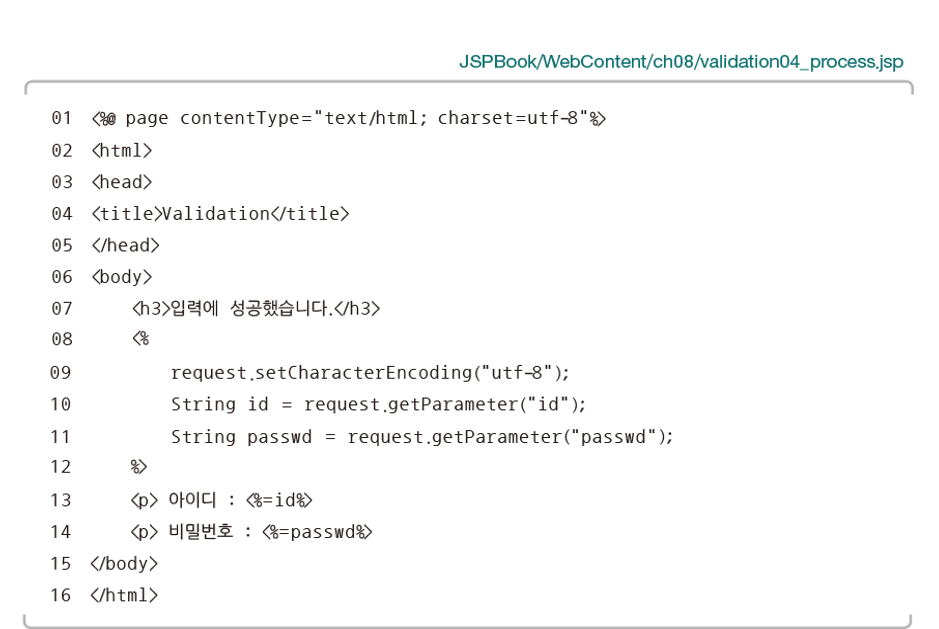 JSPBook/WebContent/ch08/validation04_process.jsp
01 <%@ page contentType="text/html; charset=utf-8"%>
02 <html>
03 <head>
04 <title>Validation</title>
05 </head>
06 <body>
07 <h3>입력에 성공했습니다.</h3>
08 <%
09 request.setCharacterEncoding("utf-8");
10 String id = request.getParameter("id");
11 String passwd = request.getParameter("passwd");
12 %>
13 <p> 아이디 : <%=id%>
14 <p> 비밀번호 : <%=passwd%>
15 </body>
16 </html>